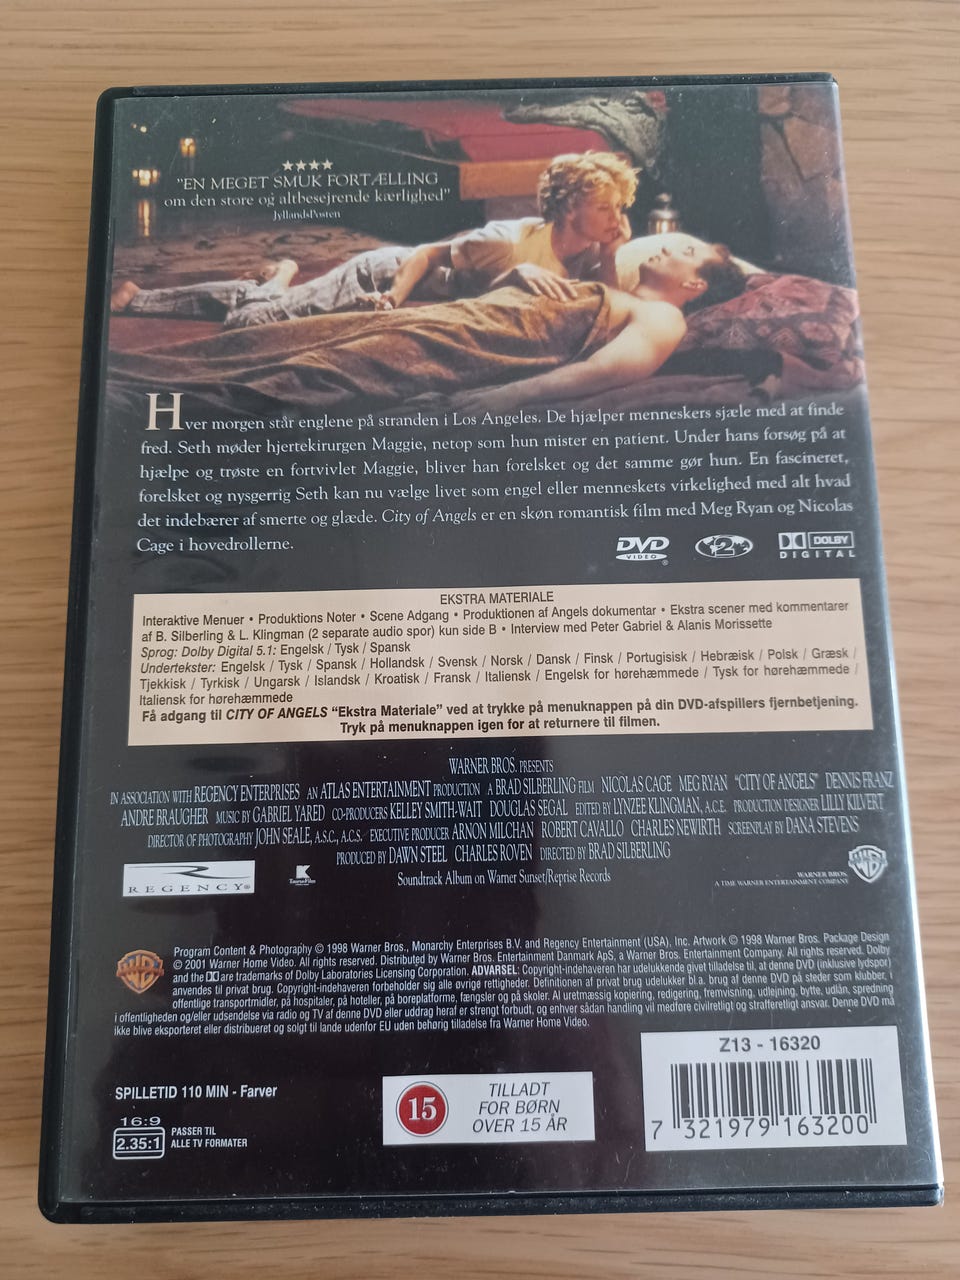 ★★★★
"EN MEGET SMUK FORTÆLLING
om den store og altbesejrende kærlighed"
JyllandsPosten
Hver morgen står englene på stranden i Los Angeles. De hjælper menneskers sjæle med at finde
fred. Seth møder hjertekirurgen Maggie, netop som hun mister en patient. Under hans forsøg på at
hjælpe og trøste en fortvivlet Maggie, bliver han forelsket og det samme gør hun. En fascineret,
forelsket og nysgerrig Seth kan nu vælge livet som engel eller menneskets virkelighed med alt hvad
det indebærer af smerte og glæde. City of Angels er en skøn romantisk film med Meg Ryan og Nicolas
Cage i hovedrollerne.
DVD VIDEO
2
DOLBY DIGITAL
EKSTRA MATERIALE
Interaktive Menuer • Produktions Noter • Scene Adgang • Produktionen af Angels dokumentar • Ekstra scener med kommentarer
af B. Silberling & L. Klingman (2 separate audio spor) kun side B • Interview med Peter Gabriel & Alanis Morissette
Sprog: Dolby Digital 5.1: Engelsk / Tysk / Spansk
Undertekster: Engelsk / Tysk / Spansk / Hollandsk / Svensk / Norsk / Dansk / Finsk / Portugisisk / Hebræisk / Polsk / Græsk /
Tjekkisk / Tyrkisk / Ungarsk / Islandsk / Kroatisk / Fransk / Italiensk / Engelsk for hørehæmmede / Tysk for hørehæmmede /
Italiensk for hørehæmmede
Få adgang til CITY OF ANGELS "Ekstra Materiale" ved at trykke på menuknappen på din DVD-afspillers fjernbetjening.
Tryk på menuknappen igen for at returnere til filmen.
WARNER BROS. PRESENTS
IN ASSOCIATION WITH REGENCY ENTERPRISES AN ATLAS ENTERTAINMENT PRODUCTION A BRAD SILBERLING FILM NICOLAS CAGE MEG RYAN "CITY OF ANGELS" DENNIS FRANZ
ANDRE BRAUGHER MUSIC BY GABRIEL YARED CO-PRODUCERS KELLEY SMITH-WAIT DOUGLAS SEGAL EDITED BY LYNZEE KLINGMAN, A.C.E. PRODUCTION DESIGNER LILLY KILVERT
DIRECTOR OF PHOTOGRAPHY JOHN SEALE, A.S.C., A.C.S. EXECUTIVE PRODUCER ARNON MILCHAN ROBERT CAVALLO CHARLES NEWIRTH SCREENPLAY BY DANA STEVENS
PRODUCED BY DAWN STEEL CHARLES ROVEN DIRECTED BY BRAD SILBERLING
Soundtrack Album on Warner Sunset/Reprise Records
REGENCY®
TaurusFilm
WARNER BROS.
A TIME WARNER ENTERTAINMENT COMPANY
Program Content & Photography © 1998 Warner Bros., Monarchy Enterprises B.V. and Regency Entertainment (USA), Inc. Artwork © 1998 Warner Bros. Package Design
© 2001 Warner Home Video. All rights reserved. Distributed by Warner Bros. Entertainment Danmark ApS, a Warner Bros. Entertainment Company. All rights reserved. Dolby
and the DD are trademarks of Dolby Laboratories Licensing Corporation. ADVARSEL: Copyright-indehaveren har udelukkende givet tilladelse til, at denne DVD (inklusive lydspor)
anvendes til privat brug. Copyright-indehaveren forbeholder sig alle øvrige rettigheder. Definitionen af privat brug udelukker bl.a. brug af denne DVD på steder som klubber, i
offentlige transportmidler, på hospitaler, på hoteller, på boreplatforme, fængsler og på skoler. Al uretmæssig kopiering, redigering, fremvisning, udlejning, bytte, udlån, spredning
i offentligheden og/eller udsendelse via radio og TV af denne DVD eller uddrag heraf er strengt forbudt, og enhver sådan handling vil medføre civilretligt og strafferetligt ansvar. Denne DVD må
ikke blive eksporteret eller distribueret og solgt til lande udenfor EU uden behørig tilladelse fra Warner Home Video.
SPILLETID 110 MIN - Farver
16:9
2.35:1
PASSER TIL
ALLE TV FORMATER
15
TILLADT
FOR BØRN
OVER 15 ÅR
Z13 - 16320
7 321979 163200